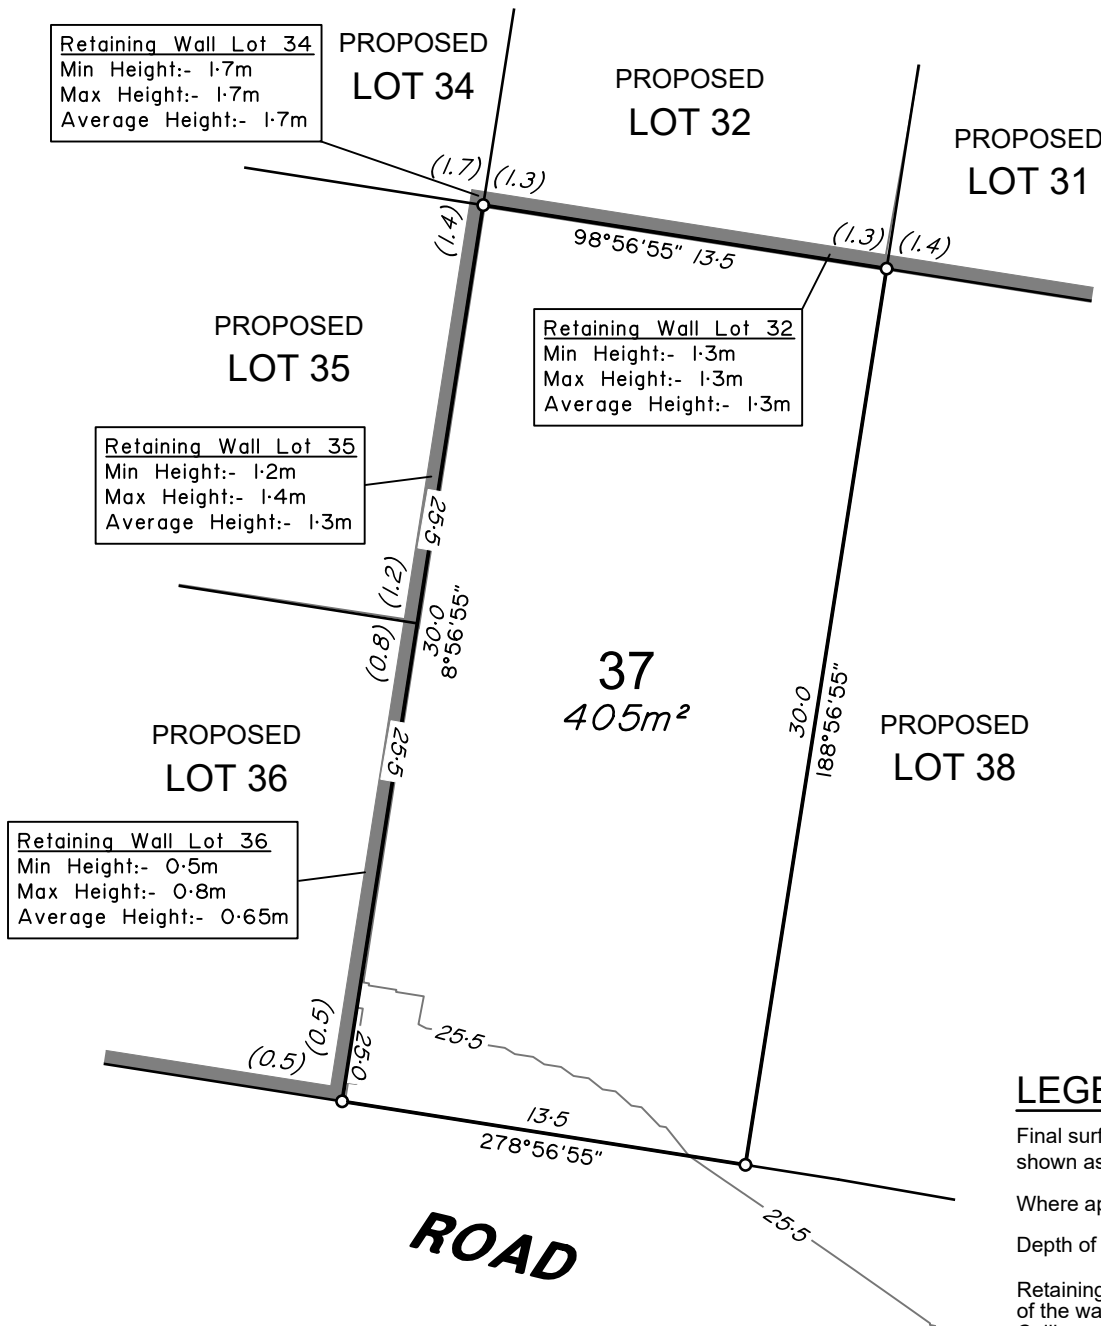 Retaining Wall Lot 34
Min Height:- 1·7m
Max Height:- 1·7m
Average Height:- 1·7m
PROPOSED
LOT 34
PROPOSED
LOT 32
PROPOSED
LOT 31
(1.7)
(1.3)
(1.4)
98°56'55" 13·5
(1.3)
(1.4)
PROPOSED
LOT 35
Retaining Wall Lot 32
Min Height:- 1·3m
Max Height:- 1·3m
Average Height:- 1·3m
Retaining Wall Lot 35
Min Height:- 1·2m
Max Height:- 1·4m
Average Height:- 1·3m
25·5
(1.2)
(0.8)
30·0
8°56'55"
37
405m²
30·0
188°56'55"
PROPOSED
LOT 38
PROPOSED
LOT 36
25·5
Retaining Wall Lot 36
Min Height:- 0·5m
Max Height:- 0·8m
Average Height:- 0·65m
(0.5)
(0.5)
25·0
25·5
13·5
278°56'55"
25·5
ROAD
Final
shown as
Where
Depth of
Retaining
of the